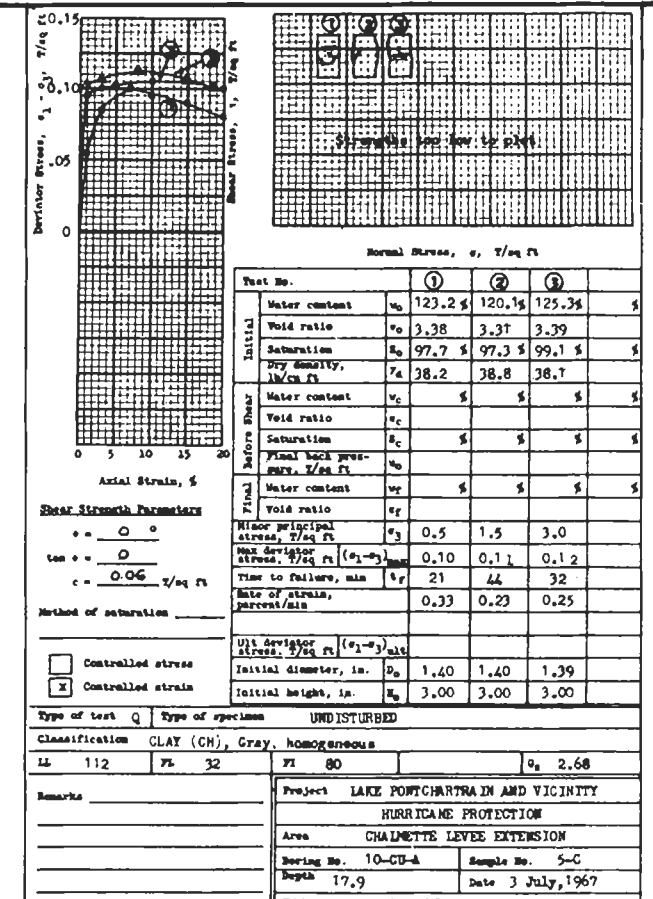 0.15
0.10
.05
0
Deviator Stress, σ1 - σ3, T/sq ft
Shear Stress, τ, T/sq ft
① ② ③
Strengths too low to plot
Normal Stress, σ, T/sq ft
0 5 10 15 20
Axial Strain, %
Shear Strength Parameters
φ = 0 °
tan φ = 0
c = 0.06 T/sq ft
Method of saturation
Controlled stress
x Controlled strain
Test No. ① ② ③
Initial
Water content w₀ 123.2 % 120.1% 125.3% %
Void ratio e₀ 3.38 3.31 3.39
Saturation S₀ 97.7 % 97.3 % 99.1 % %
Dry density, lb/cu ft γd 38.2 38.8 38.1
Before Shear
Water content wc % % % %
Void ratio ec
Saturation Sc % % % %
Final back pressure, T/sq ft u₀
Final
Water content wf % % % %
Void ratio ef
Minor principal stress, T/sq ft σ3 0.5 1.5 3.0
Max deviator stress, T/sq ft (σ1-σ3)max 0.10 0.11 0.12
Time to failure, min tf 21 44 32
Rate of strain, percent/min 0.33 0.23 0.25
Ult deviator stress, T/sq ft (σ1-σ3)ult
Initial diameter, in. D₀ 1.40 1.40 1.39
Initial height, in. H₀ 3.00 3.00 3.00
Type of test Q Type of specimen UNDISTURBED
Classification CLAY (CH), Gray, homogeneous
LL 112 PL 32 PI 80 Gs 2.68
Remarks
Project LAKE PONTCHARTRAIN AND VICINITY
HURRICANE PROTECTION
Area CHALMETTE LEVEE EXTENSION
Boring No. 10-CU-A Sample No. 5-C
Depth 17.9 Date 3 July, 1967